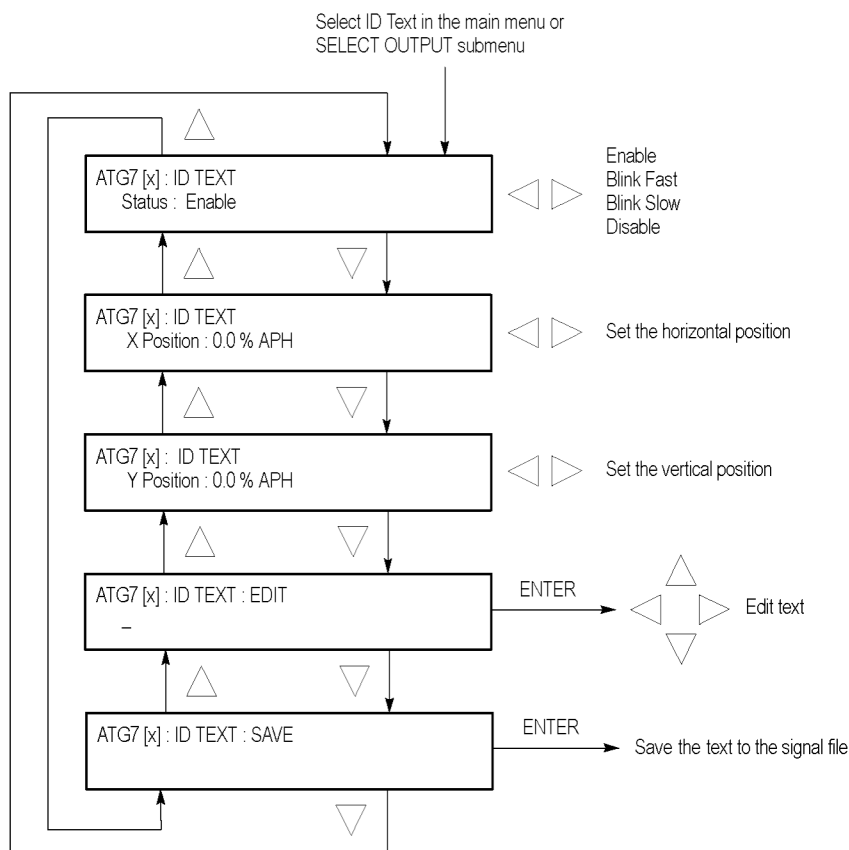 Select ID Text in the main menu or
SELECT OUTPUT submenu
ATG7 [x] : ID TEXT
Status : Enable
Enable
Blink Fast
Blink Slow
Disable
ATG7 [x] : ID TEXT
X Position : 0.0 % APH
Set the horizontal position
ATG7 [x] : ID TEXT
Y Position : 0.0 % APH
Set the vertical position
ATG7 [x] : ID TEXT : EDIT
_
ENTER
Edit text
ATG7 [x] : ID TEXT : SAVE
ENTER
Save the text to the signal file